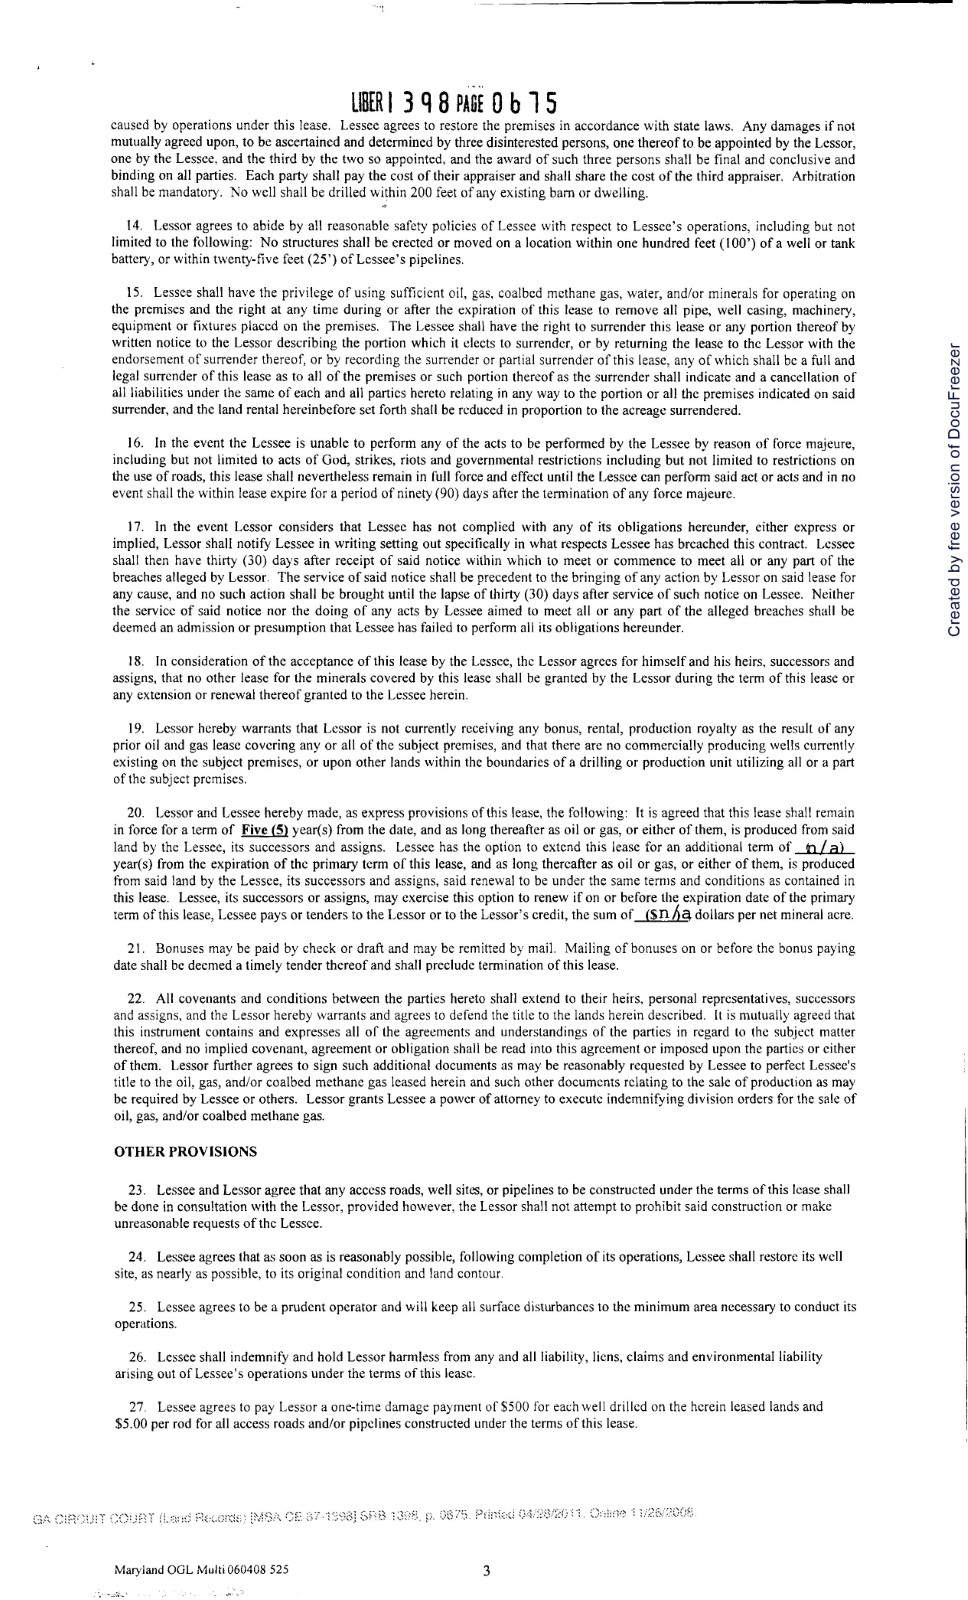 LIBER1398 PAGE 0675
caused by operations under this lease. Lessee agrees to restore the premises in accordance with state laws. Any damages if not
mutually agreed upon, to be ascertained and determined by three disinterested persons, one thereof to be appointed by the Lessor,
one by the Lessee, and the third by the two so appointed, and the award of such three persons shall be final and conclusive and
binding on all parties. Each party shall pay the cost of their appraiser and shall share the cost of the third appraiser. Arbitration
shall be mandatory. No well shall be drilled within 200 feet of any existing barn or dwelling.
14. Lessor agrees to abide by all reasonable safety policies of Lessee with respect to Lessee's operations, including but not
limited to the following: No structures shall be erected or moved on a location within one hundred feet (100') of a well or tank
battery, or within twenty-five feet (25') of Lessee's pipelines.
15. Lessee shall have the privilege of using sufficient oil, gas, coalbed methane gas, water, and/or minerals for operating on
the premises and the right at any time during or after the expiration of this lease to remove all pipe, well casing, machinery,
equipment or fixtures placed on the premises. The Lessee shall have the right to surrender this lease or any portion thereof by
written notice to the Lessor describing the portion which it elects to surrender, or by returning the lease to the Lessor with the
endorsement of surrender thereof, or by recording the surrender or partial surrender of this lease, any of which shall be a full and
legal surrender of this lease as to all of the premises or such portion thereof as the surrender shall indicate and a cancellation of
all liabilities under the same of each and all parties hereto relating in any way to the portion or all the premises indicated on said
surrender, and the land rental hereinbefore set forth shall be reduced in proportion to the acreage surrendered.
16. In the event the Lessee is unable to perform any of the acts to be performed by the Lessee by reason of force majeure,
including but not limited to acts of God, strikes, riots and governmental restrictions including but not limited to restrictions on
the use of roads, this lease shall nevertheless remain in full force and effect until the Lessee can perform said act or acts and in no
event shall the within lease expire for a period of ninety (90) days after the termination of any force majeure.
17. In the event Lessor considers that Lessee has not complied with any of its obligations hereunder, either express or
implied, Lessor shall notify Lessee in writing setting out specifically in what respects Lessee has breached this contract. Lessee
shall then have thirty (30) days after receipt of said notice within which to meet or commence to meet all or any part of the
breaches alleged by Lessor. The service of said notice shall be precedent to the bringing of any action by Lessor on said lease for
any cause, and no such action shall be brought until the lapse of thirty (30) days after service of such notice on Lessee. Neither
the service of said notice nor the doing of any acts by Lessee aimed to meet all or any part of the alleged breaches shall be
deemed an admission or presumption that Lessee has failed to perform all its obligations hereunder.
18. In consideration of the acceptance of this lease by the Lessee, the Lessor agrees for himself and his heirs, successors and
assigns, that no other lease for the minerals covered by this lease shall be granted by the Lessor during the term of this lease or
any extension or renewal thereof granted to the Lessee herein.
19. Lessor hereby warrants that Lessor is not currently receiving any bonus, rental, production royalty as the result of any
prior oil and gas lease covering any or all of the subject premises, and that there are no commercially producing wells currently
existing on the subject premises, or upon other lands within the boundaries of a drilling or production unit utilizing all or a part
of the subject premises.
20. Lessor and Lessee hereby made, as express provisions of this lease, the following: It is agreed that this lease shall remain
in force for a term of Five (5) year(s) from the date, and as long thereafter as oil or gas, or either of them, is produced from said
land by the Lessee, its successors and assigns. Lessee has the option to extend this lease for an additional term of n/a)
year(s) from the expiration of the primary term of this lease, and as long thereafter as oil or gas, or either of them, is produced
from said land by the Lessee, its successors and assigns, said renewal to be under the same terms and conditions as contained in
this lease. Lessee, its successors or assigns, may exercise this option to renew if on or before the expiration date of the primary
term of this lease, Lessee pays or tenders to the Lessor or to the Lessor's credit, the sum of ($n/a dollars per net mineral acre.
21. Bonuses may be paid by check or draft and may be remitted by mail. Mailing of bonuses on or before the bonus paying
date shall be deemed a timely tender thereof and shall preclude termination of this lease.
22. All covenants and conditions between the parties hereto shall extend to their heirs, personal representatives, successors
and assigns, and the Lessor hereby warrants and agrees to defend the title to the lands herein described. It is mutually agreed that
this instrument contains and expresses all of the agreements and understandings of the parties in regard to the subject matter
thereof, and no implied covenant, agreement or obligation shall be read into this agreement or imposed upon the parties or either
of them. Lessor further agrees to sign such additional documents as may be reasonably requested by Lessee to perfect Lessee's
title to the oil, gas, and/or coalbed methane gas leased herein and such other documents relating to the sale of production as may
be required by Lessee or others. Lessor grants Lessee a power of attorney to execute indemnifying division orders for the sale of
oil, gas, and/or coalbed methane gas.
OTHER PROVISIONS
23. Lessee and Lessor agree that any access roads, well sites, or pipelines to be constructed under the terms of this lease shall
be done in consultation with the Lessor, provided however, the Lessor shall not attempt to prohibit said construction or make
unreasonable requests of the Lessee.
24. Lessee agrees that as soon as is reasonably possible, following completion of its operations, Lessee shall restore its well
site, as nearly as possible, to its original condition and land contour.
25. Lessee agrees to be a prudent operator and will keep all surface disturbances to the minimum area necessary to conduct its
operations.
26. Lessee shall indemnify and hold Lessor harmless from any and all liability, liens, claims and environmental liability
arising out of Lessee's operations under the terms of this lease.
27. Lessee agrees to pay Lessor a one-time damage payment of $500 for each well drilled on the herein leased lands and
$5.00 per rod for all access roads and/or pipelines constructed under the terms of this lease.
GA CIRCUIT COURT (Land Records) [MSA CE 37-1398] SRB 1398, p. 0675. Printed 04/28/2011. Online 11/26/2008.
Maryland OGL Multi 060408 525
3
Created by free version of DocuFreezer